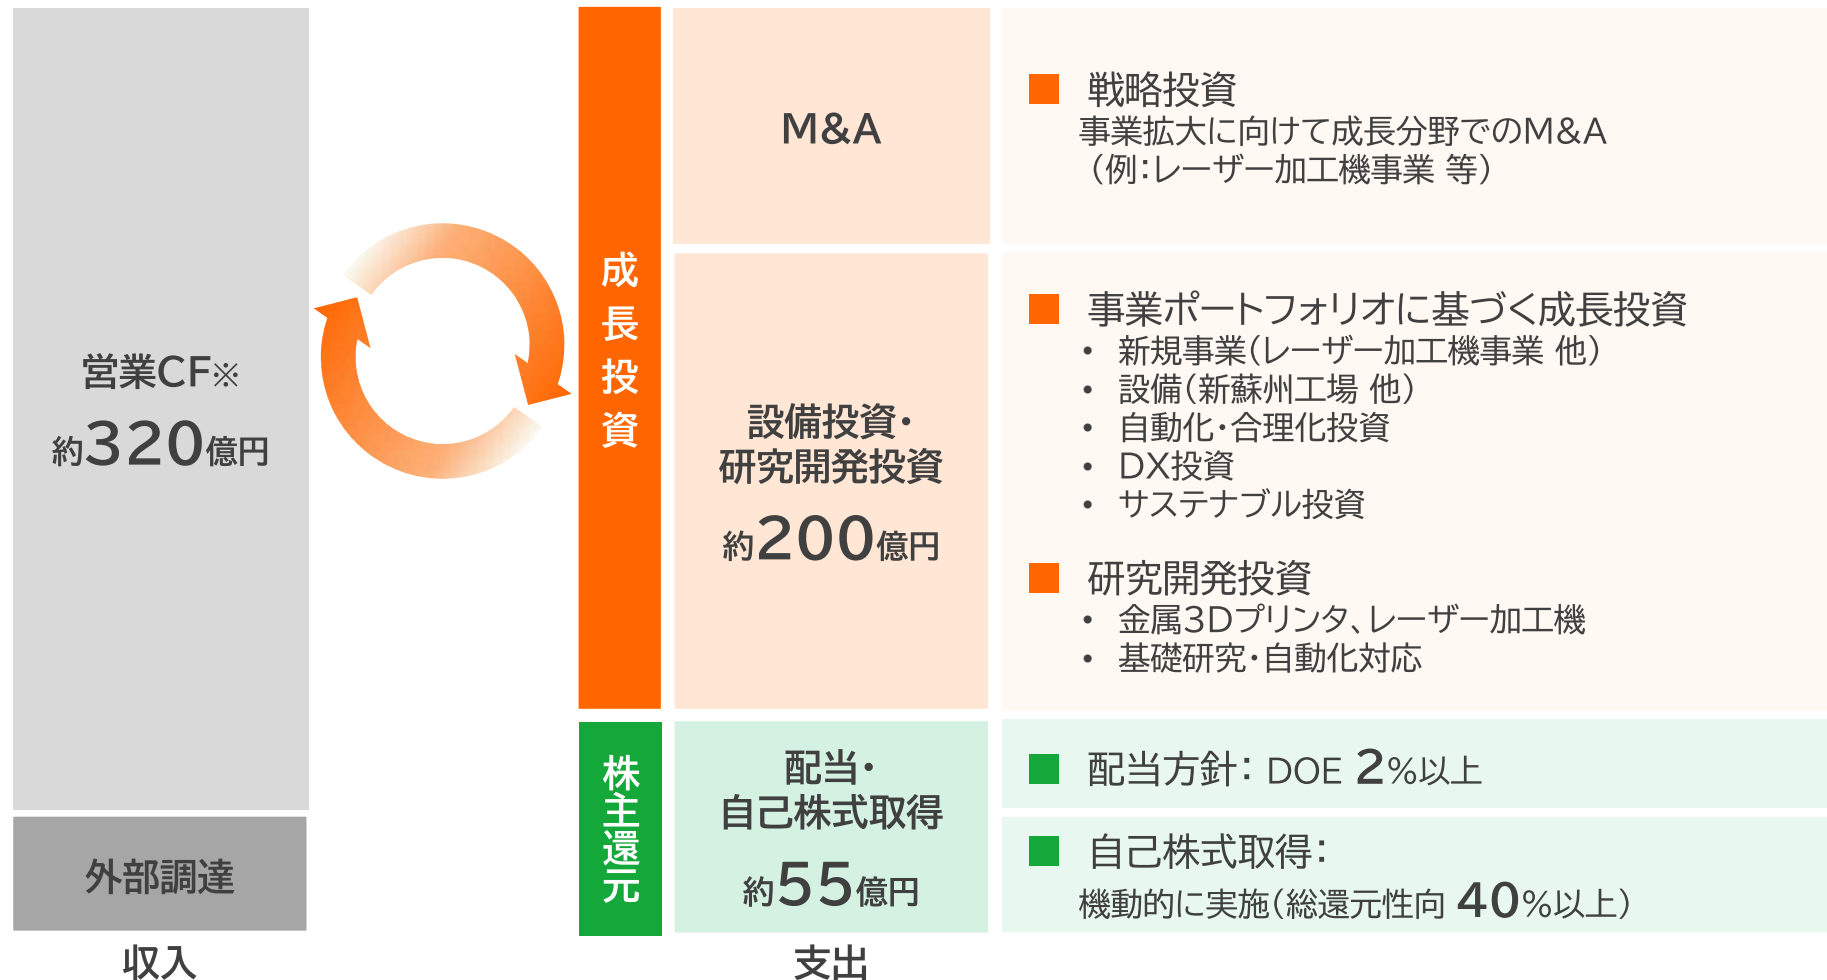 営業CF※
約320億円
外部調達
収入
成長投資
M&A
設備投資・
研究開発投資
約200億円
株主還元
配当・
自己株式取得
約55億円
支出
■ 戦略投資
事業拡大に向けて成長分野でのM&A
（例：レーザー加工機事業 等）
■ 事業ポートフォリオに基づく成長投資
• 新規事業（レーザー加工機事業 他）
• 設備（新蘇州工場 他）
• 自動化・合理化投資
• DX投資
• サステナブル投資
■ 研究開発投資
• 金属3Dプリンタ、レーザー加工機
• 基礎研究・自動化対応
■ 配当方針： DOE 2%以上
■ 自己株式取得：
機動的に実施（総還元性向 40%以上）